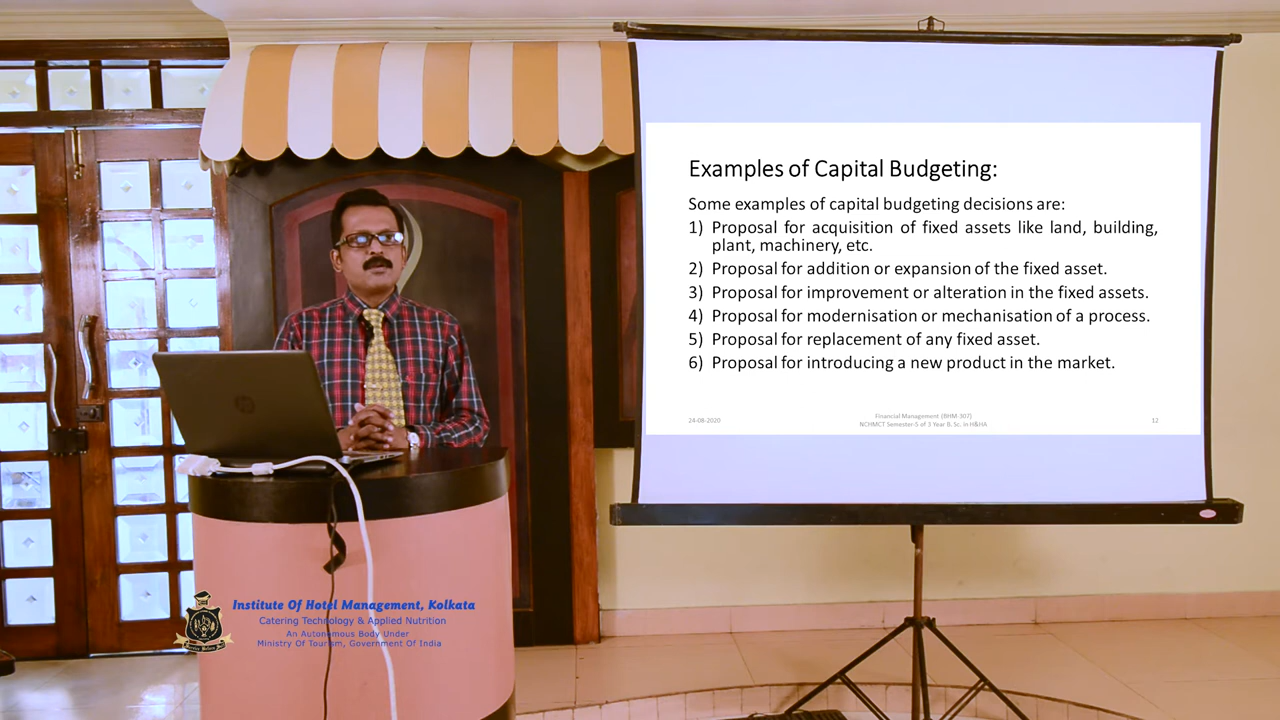 Examples of Capital Budgeting:
Some examples of capital budgeting decisions are:
1) Proposal for acquisition of fixed assets like land, building,
plant, machinery, etc.
2) Proposal for addition or expansion of the fixed asset.
3) Proposal for improvement or alteration in the fixed assets.
4) Proposal for modernisation or mechanisation of a process.
5) Proposal for replacement of any fixed asset.
6) Proposal for introducing a new product in the market.
24-08-2020
Financial Management (BHM-307)
NCHMCT Semester-5 of 3 Year B. Sc. in H&HA
12
Institute Of Hotel Management, Kolkata
Catering Technology & Applied Nutrition
An Autonomous Body Under
Ministry Of Tourism, Government Of India